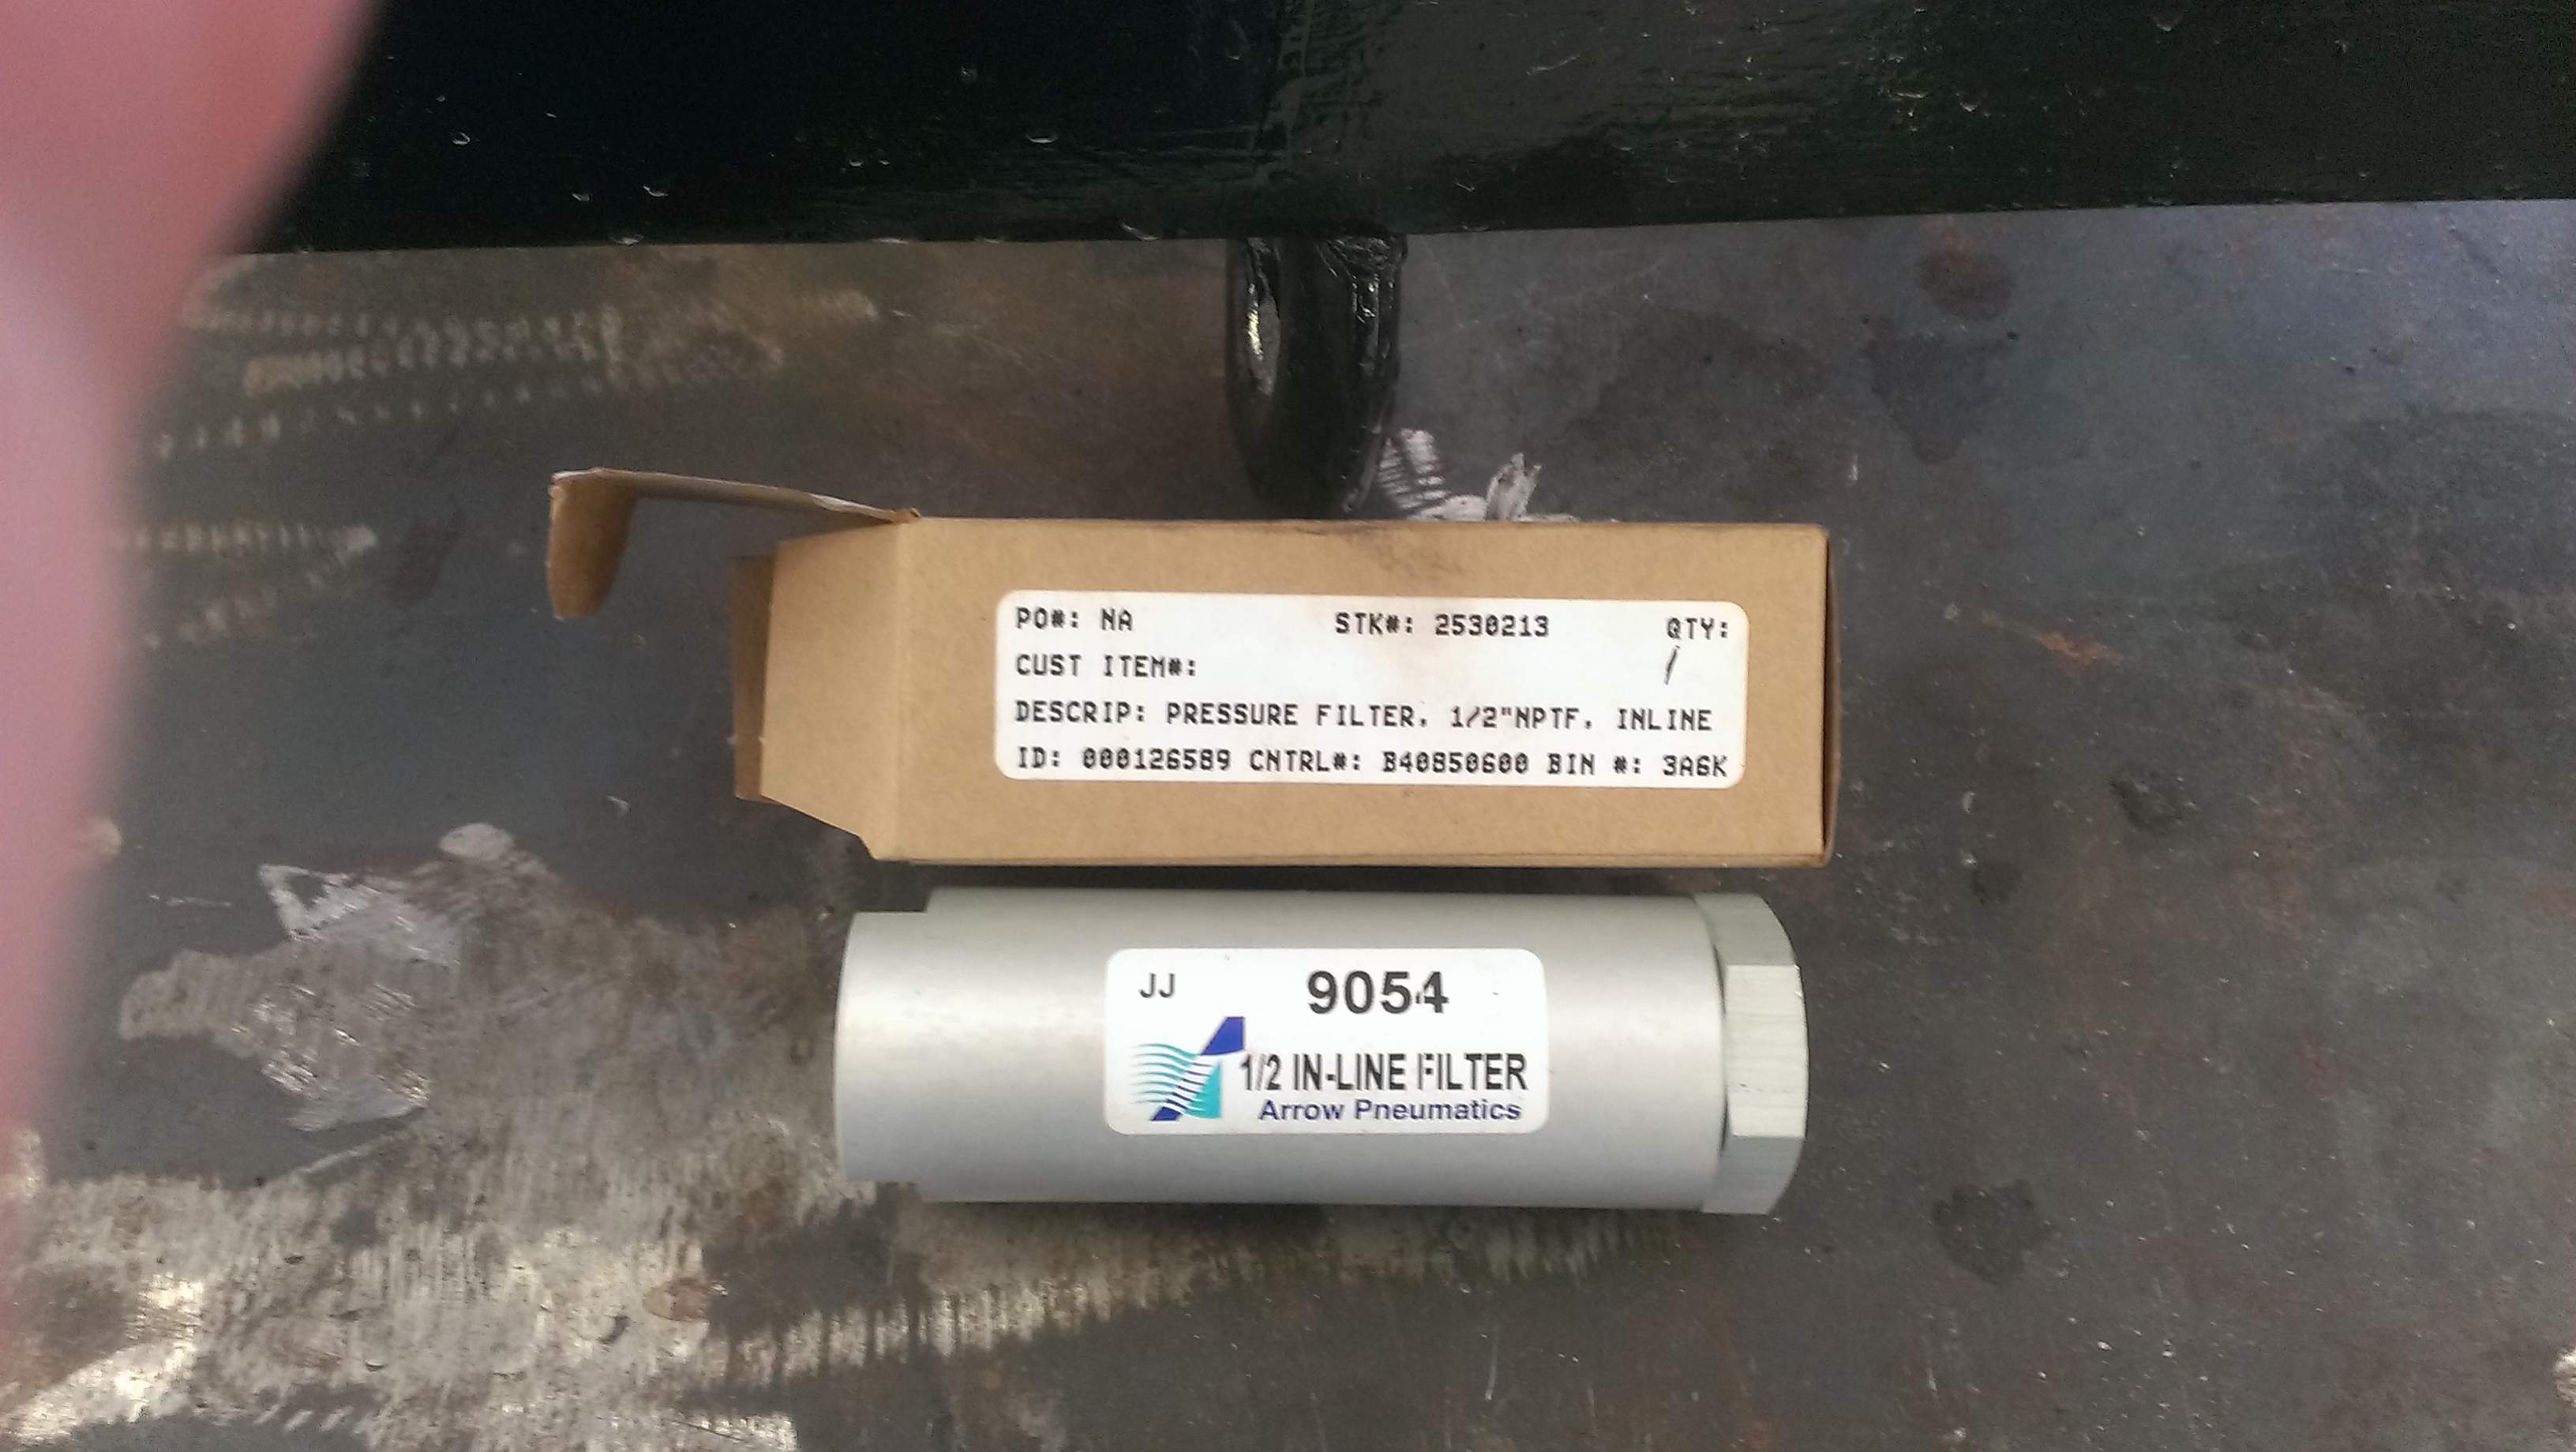 PO#: NA STK#: 2530213 QTY:
CUST ITEM#: 1
DESCRIP: PRESSURE FILTER, 1/2"NPTF, INLINE
ID: 000126589 CNTRL#: B40850600 BIN #: 3A6K
JJ 9054
1/2 IN-LINE FILTER
Arrow Pneumatics